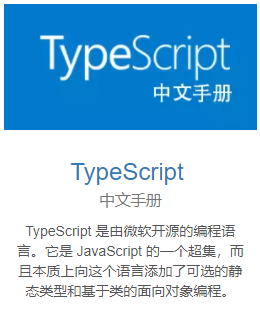 TypeScript
中文手册
TypeScript
中文手册
TypeScript 是由微软开源的编程语
言。它是 JavaScript 的一个超集，而
且本质上向这个语言添加了可选的静
态类型和基于类的面向对象编程。